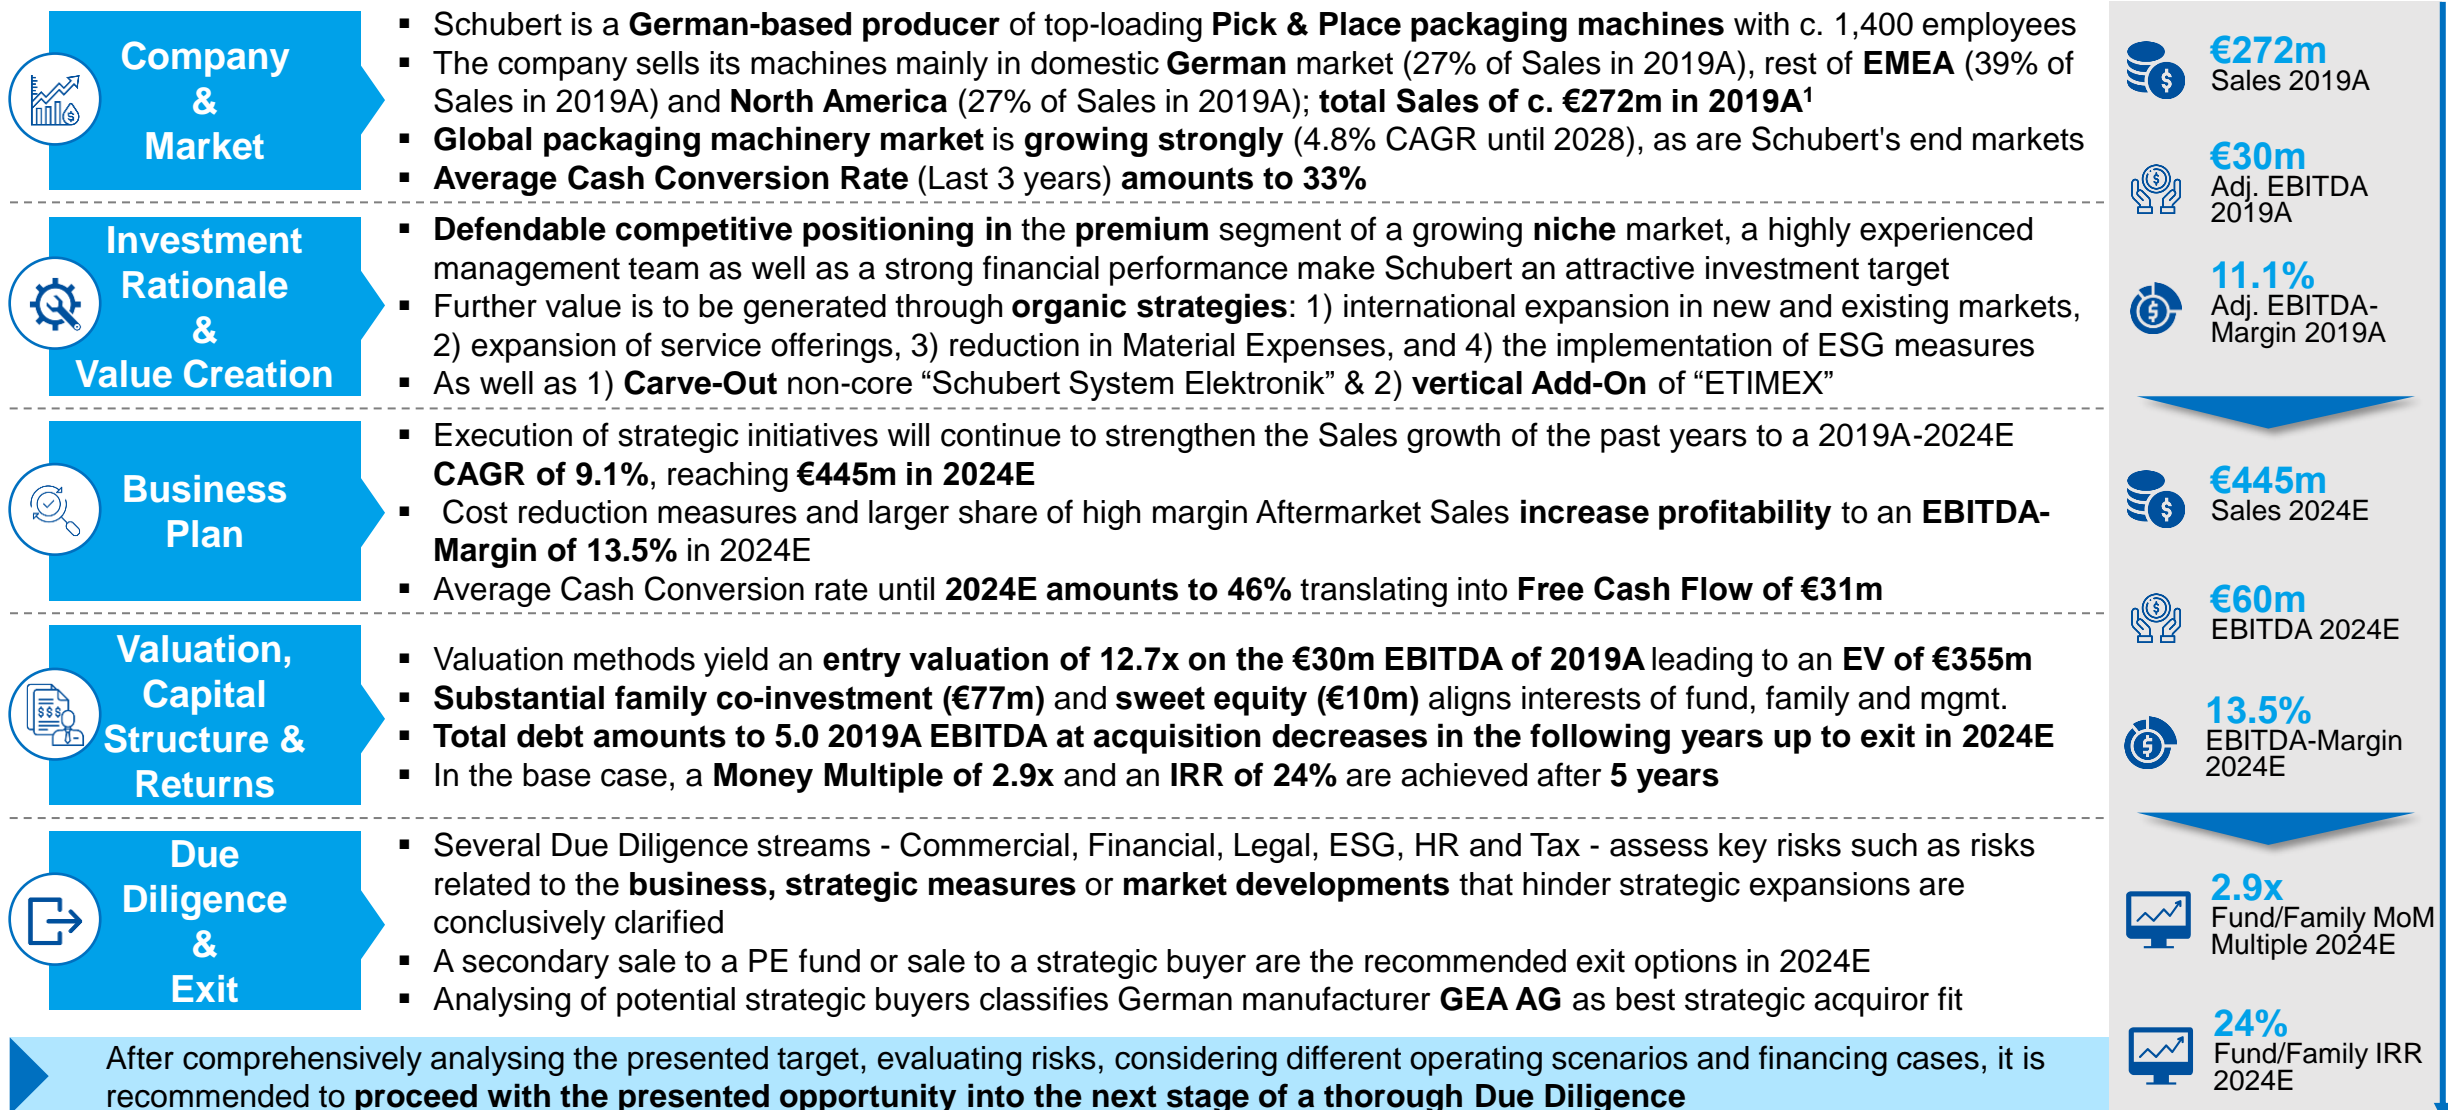 Company
&
Market
▪ Schubert is a German-based producer of top-loading Pick & Place packaging machines with c. 1,400 employees
▪ The company sells its machines mainly in domestic German market (27% of Sales in 2019A), rest of EMEA (39% of
Sales in 2019A) and North America (27% of Sales in 2019A); total Sales of c. €272m in 2019A¹
▪ Global packaging machinery market is growing strongly (4.8% CAGR until 2028), as are Schubert's end markets
▪ Average Cash Conversion Rate (Last 3 years) amounts to 33%
Investment
Rationale
&
Value Creation
▪ Defendable competitive positioning in the premium segment of a growing niche market, a highly experienced
management team as well as a strong financial performance make Schubert an attractive investment target
▪ Further value is to be generated through organic strategies: 1) international expansion in new and existing markets,
2) expansion of service offerings, 3) reduction in Material Expenses, and 4) the implementation of ESG measures
▪ As well as 1) Carve-Out non-core “Schubert System Elektronik” & 2) vertical Add-On of “ETIMEX”
Business
Plan
▪ Execution of strategic initiatives will continue to strengthen the Sales growth of the past years to a 2019A-2024E
CAGR of 9.1%, reaching €445m in 2024E
▪ Cost reduction measures and larger share of high margin Aftermarket Sales increase profitability to an EBITDA-
Margin of 13.5% in 2024E
▪ Average Cash Conversion rate until 2024E amounts to 46% translating into Free Cash Flow of €31m
Valuation,
Capital
Structure &
Returns
▪ Valuation methods yield an entry valuation of 12.7x on the €30m EBITDA of 2019A leading to an EV of €355m
▪ Substantial family co-investment (€77m) and sweet equity (€10m) aligns interests of fund, family and mgmt.
▪ Total debt amounts to 5.0 2019A EBITDA at acquisition decreases in the following years up to exit in 2024E
▪ In the base case, a Money Multiple of 2.9x and an IRR of 24% are achieved after 5 years
Due
Diligence
&
Exit
▪ Several Due Diligence streams - Commercial, Financial, Legal, ESG, HR and Tax - assess key risks such as risks
related to the business, strategic measures or market developments that hinder strategic expansions are
conclusively clarified
▪ A secondary sale to a PE fund or sale to a strategic buyer are the recommended exit options in 2024E
▪ Analysing of potential strategic buyers classifies German manufacturer GEA AG as best strategic acquiror fit
After comprehensively analysing the presented target, evaluating risks, considering different operating scenarios and financing cases, it is
recommended to proceed with the presented opportunity into the next stage of a thorough Due Diligence
€272m
Sales 2019A
€30m
Adj. EBITDA
2019A
11.1%
Adj. EBITDA-
Margin 2019A
€445m
Sales 2024E
€60m
EBITDA 2024E
13.5%
EBITDA-Margin
2024E
2.9x
Fund/Family MoM
Multiple 2024E
24%
Fund/Family IRR
2024E